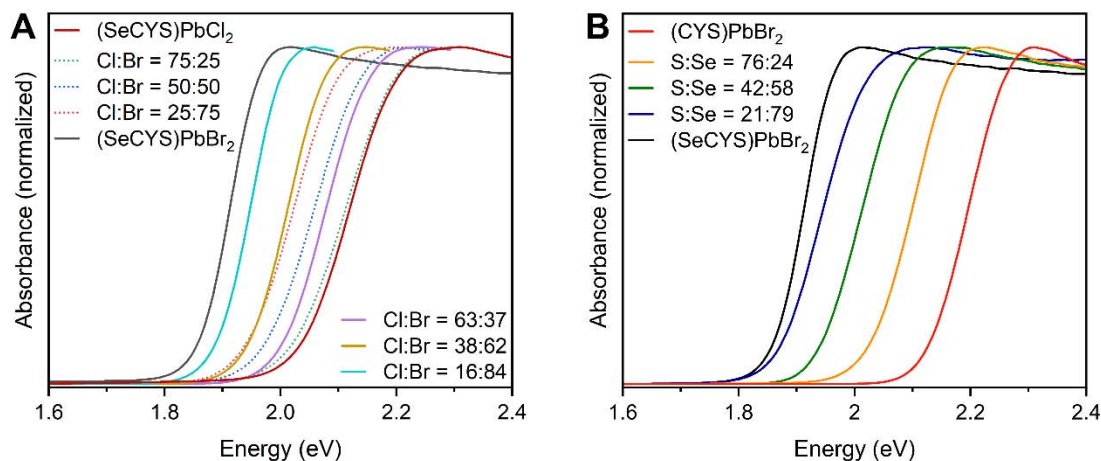 A
(SeCYS)PbCl2
Cl:Br = 75:25
Cl:Br = 50:50
Cl:Br = 25:75
(SeCYS)PbBr2
Cl:Br = 63:37
Cl:Br = 38:62
Cl:Br = 16:84
Absorbance (normalized)
1.6 1.8 2.0 2.2 2.4
Energy (eV)
B
(CYS)PbBr2
S:Se = 76:24
S:Se = 42:58
S:Se = 21:79
(SeCYS)PbBr2
Absorbance (normalized)
1.6 1.8 2 2.2 2.4
Energy (eV)